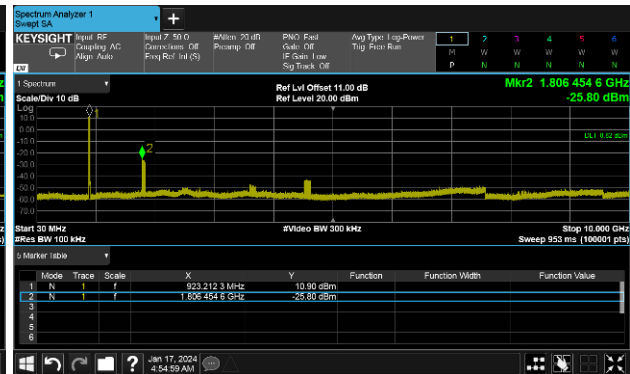 Spectrum Analyzer 1
Swept SA
+
KEYSIGHT Input RF Input Z 50 Ω #Atten 20 dB PNO Fast Avg Type Log-Power 1 2 3 4 5 6
Coupling AC Corrections Off Preamp Off Gate Off Trig Free Run M W W W W W
Align Auto Freq Ref Int (S) IF Gain Low
Sig Track Off P N N N N N
LXI
1 Spectrum
Ref Lvl Offset 11.00 dB Mkr2 1.806 454 6 GHz
Scale/Div 10 dB Ref Level 20.00 dBm -25.80 dBm
Log
10.0
0.00
-10.0
-20.0
-30.0
-40.0
-50.0
-60.0
-70.0
2
Start 30 MHz #Video BW 300 kHz Stop 10.000 GHz
#Res BW 100 kHz Sweep 953 ms (100001 pts)
5 Marker Table
Mode Trace Scale X Y Function Function Width Function Value
1 N 1 f 923.212 3 MHz 10.90 dBm
2 N 1 f 1.806 454 6 GHz -25.80 dBm
3
4
5
6
?
Jan 17, 2024
4:54:59 AM